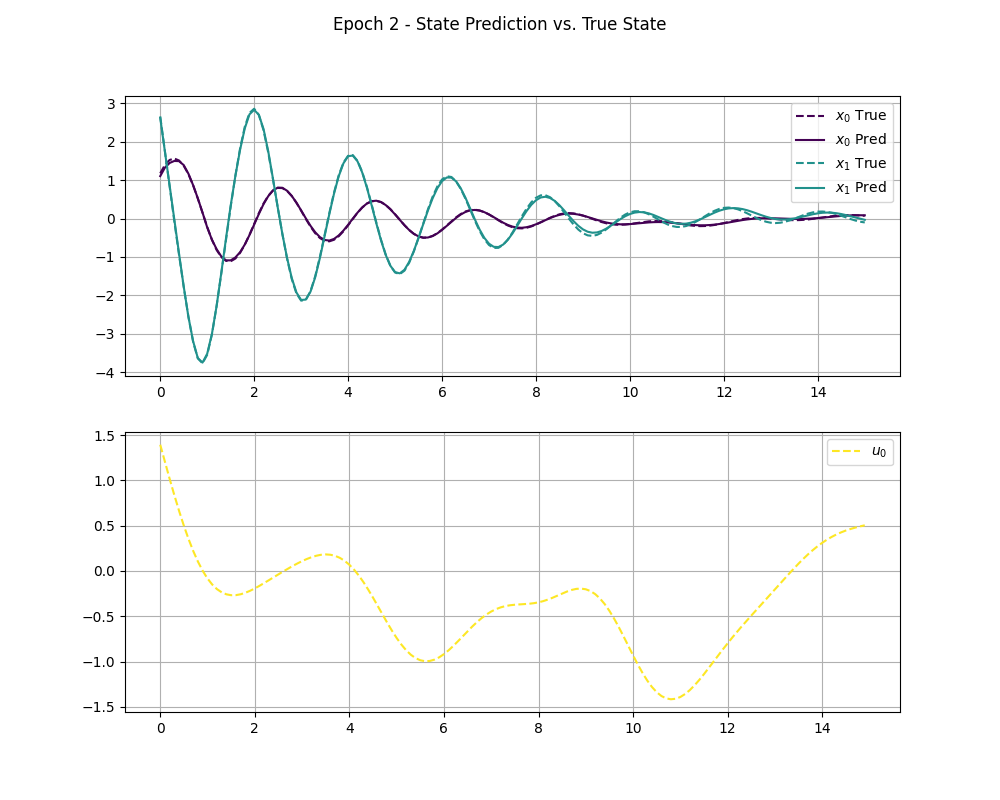 Epoch 2 - State Prediction vs. True State
3
2
1
0
−1
−2
−3
−4
x₀ True
x₀ Pred
x₁ True
x₁ Pred
0 2 4 6 8 10 12 14
1.5
1.0
0.5
0.0
−0.5
−1.0
−1.5
u₀
0 2 4 6 8 10 12 14